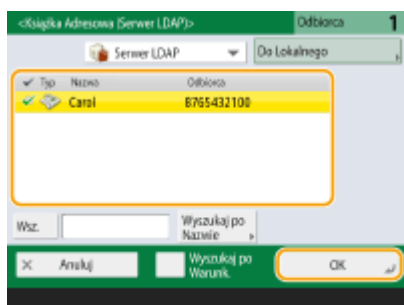 <Książka Adresowa (Serwer LDAP)>
Odbiorca 1
Serwer LDAP
Do Lokalnego
Typ Nazwa Odbiorca
Carol 8765432100
Wsz.
Wyszukaj po
Nazwie
Anuluj
Wyszukaj po
Warunk.
OK